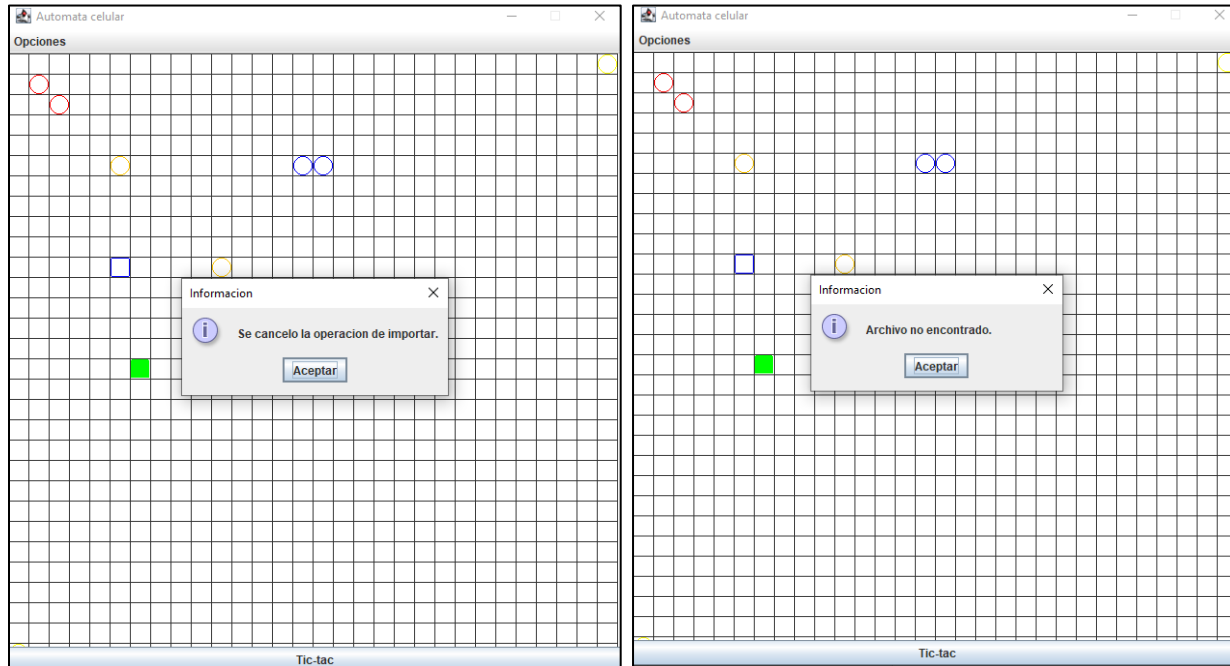 Automata celular
Opciones
Informacion
Se cancelo la operacion de importar.
Aceptar
Tic-tac
Automata celular
Opciones
Informacion
Archivo no encontrado.
Aceptar
Tic-tac